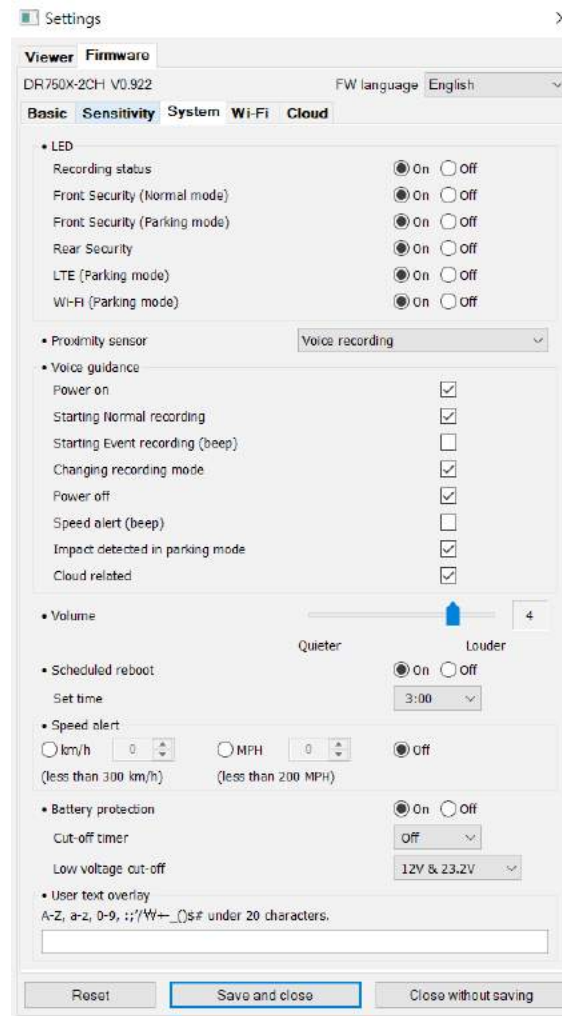 Settings
Viewer Firmware
DR750X-2CH V0.922 FW language English
Basic Sensitivity System Wi-Fi Cloud
• LED
Recording status On Off
Front Security (Normal mode) On Off
Front Security (Parking mode) On Off
Rear Security On Off
LTE (Parking mode) On Off
Wi-Fi (Parking mode) On Off
• Proximity sensor Voice recording
• Voice guidance
Power on
Starting Normal recording
Starting Event recording (beep)
Changing recording mode
Power off
Speed alert (beep)
Impact detected in parking mode
Cloud related
• Volume 4
Quieter Louder
• Scheduled reboot On Off
Set time 3:00
• Speed alert
km/h 0 MPH 0 Off
(less than 300 km/h) (less than 200 MPH)
• Battery protection On Off
Cut-off timer Off
Low voltage cut-off 12V & 23.2V
• User text overlay
A-Z, a-z, 0-9, :;'/₩+-_()$# under 20 characters.
Reset Save and close Close without saving